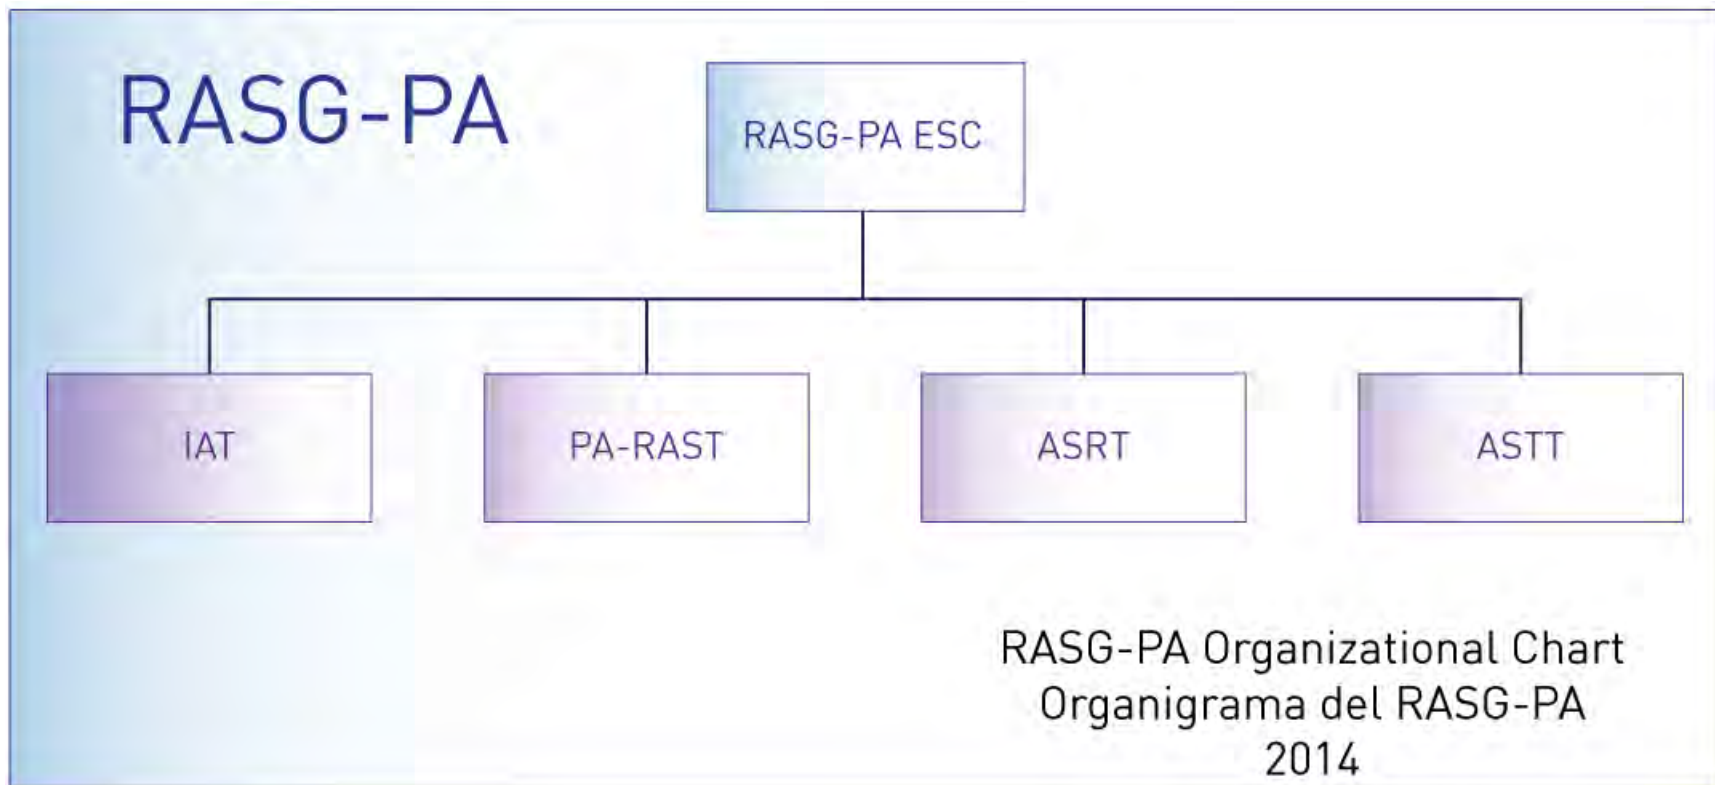 RASG-PA
RASG-PA ESC
IAT
PA-RAST
ASRT
ASTT
RASG-PA Organizational Chart
Organigrama del RASG-PA
2014